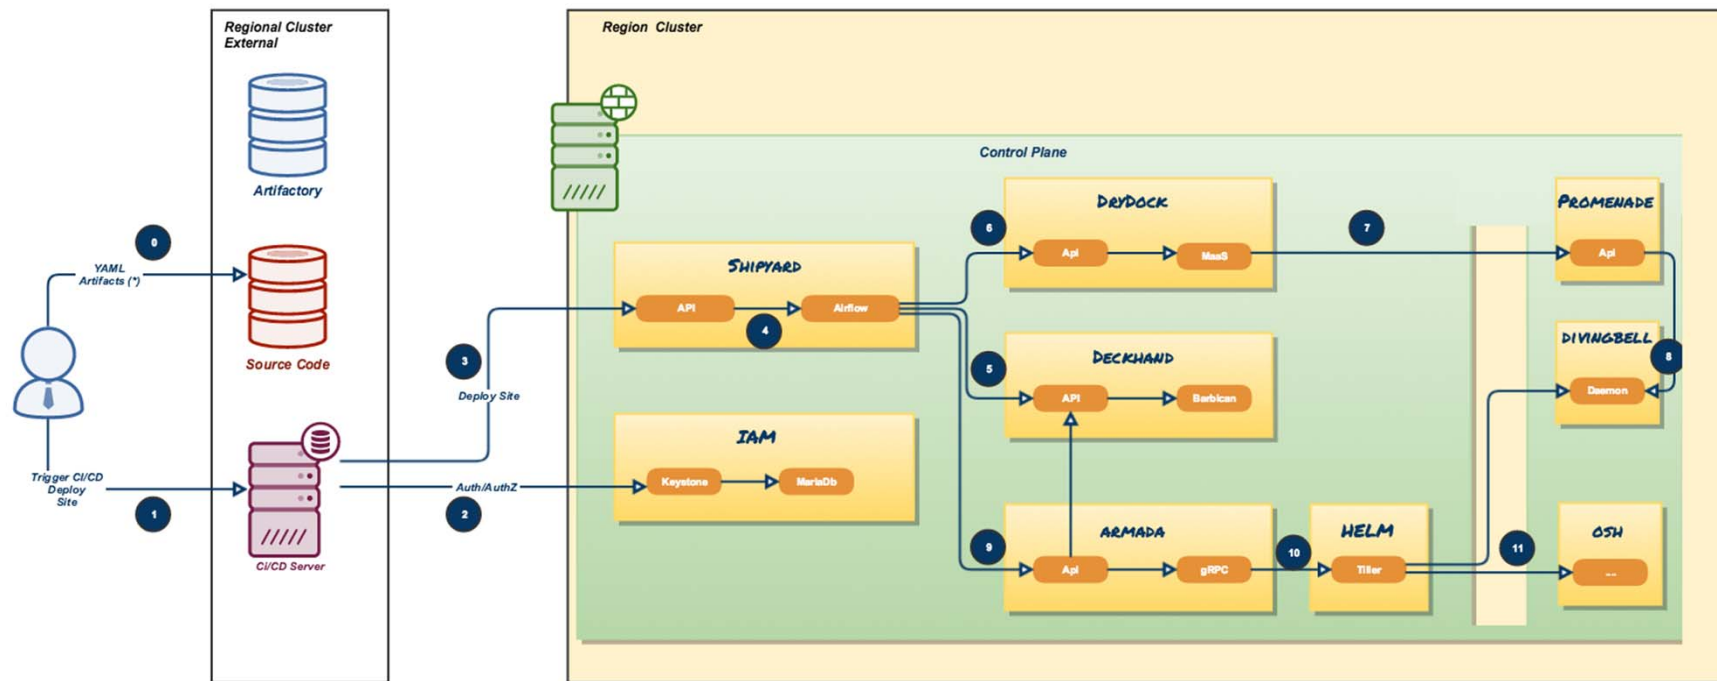 Regional Cluster
External
Artifactory
0
YAML
Artifacts (*)
Source Code
Trigger CI/CD
Deploy
Site
1
Ci/CD Server
3
Deploy Site
Auth/AuthZ
2
Region Cluster
Control Plane
SHIPYARD
API
Airflow
4
IAM
Keystone
MariaDb
6
DRYDOCK
Api
MaaS
7
5
DECKHAND
API
Barbican
9
ARMADA
Api
gRPC
10
HELM
Tiller
11
PROMENADE
Api
DIVINGBELL
8
Daemon
OSH
...